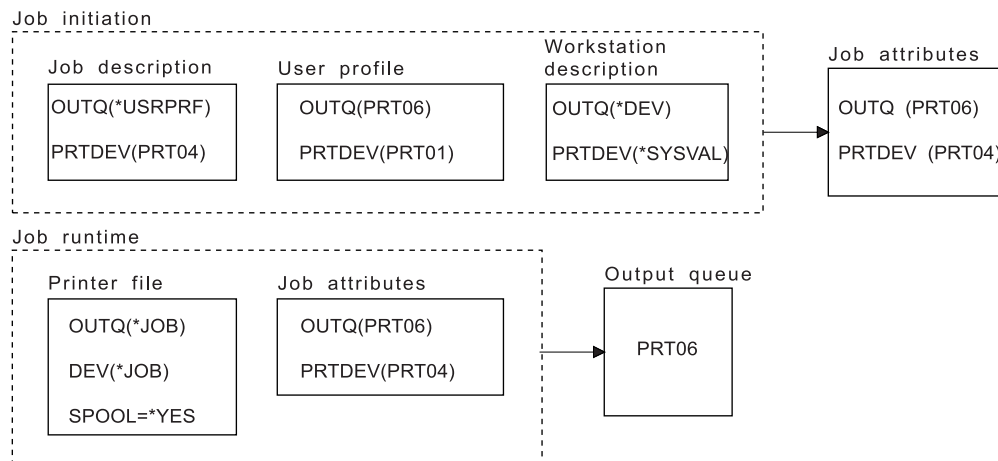 Job initiation
Job description
OUTQ(*USRPRF)
PRTDEV(PRT04)
User profile
OUTQ(PRT06)
PRTDEV(PRT01)
Workstation
description
OUTQ(*DEV)
PRTDEV(*SYSVAL)
Job attributes
OUTQ (PRT06)
PRTDEV (PRT04)
Job runtime
Printer file
OUTQ(*JOB)
DEV(*JOB)
SPOOL=*YES
Job attributes
OUTQ(PRT06)
PRTDEV(PRT04)
Output queue
PRT06